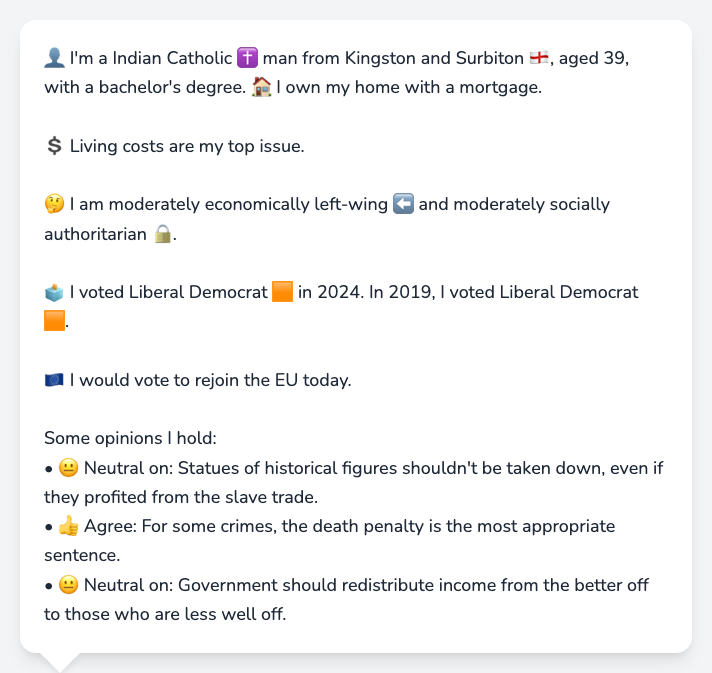 👤 I'm a Indian Catholic ✝️ man from Kingston and Surbiton 🏴󠁧󠁢󠁥󠁮󠁧󠁿, aged 39,
with a bachelor's degree. 🏠 I own my home with a mortgage.
💲 Living costs are my top issue.
🤔 I am moderately economically left-wing ⬅️ and moderately socially
authoritarian 🔒.
🗳️ I voted Liberal Democrat 🟧 in 2024. In 2019, I voted Liberal Democrat
🟧.
🇪🇺 I would vote to rejoin the EU today.
Some opinions I hold:
• 😐 Neutral on: Statues of historical figures shouldn't be taken down, even if
they profited from the slave trade.
• 👍 Agree: For some crimes, the death penalty is the most appropriate
sentence.
• 😐 Neutral on: Government should redistribute income from the better off
to those who are less well off.